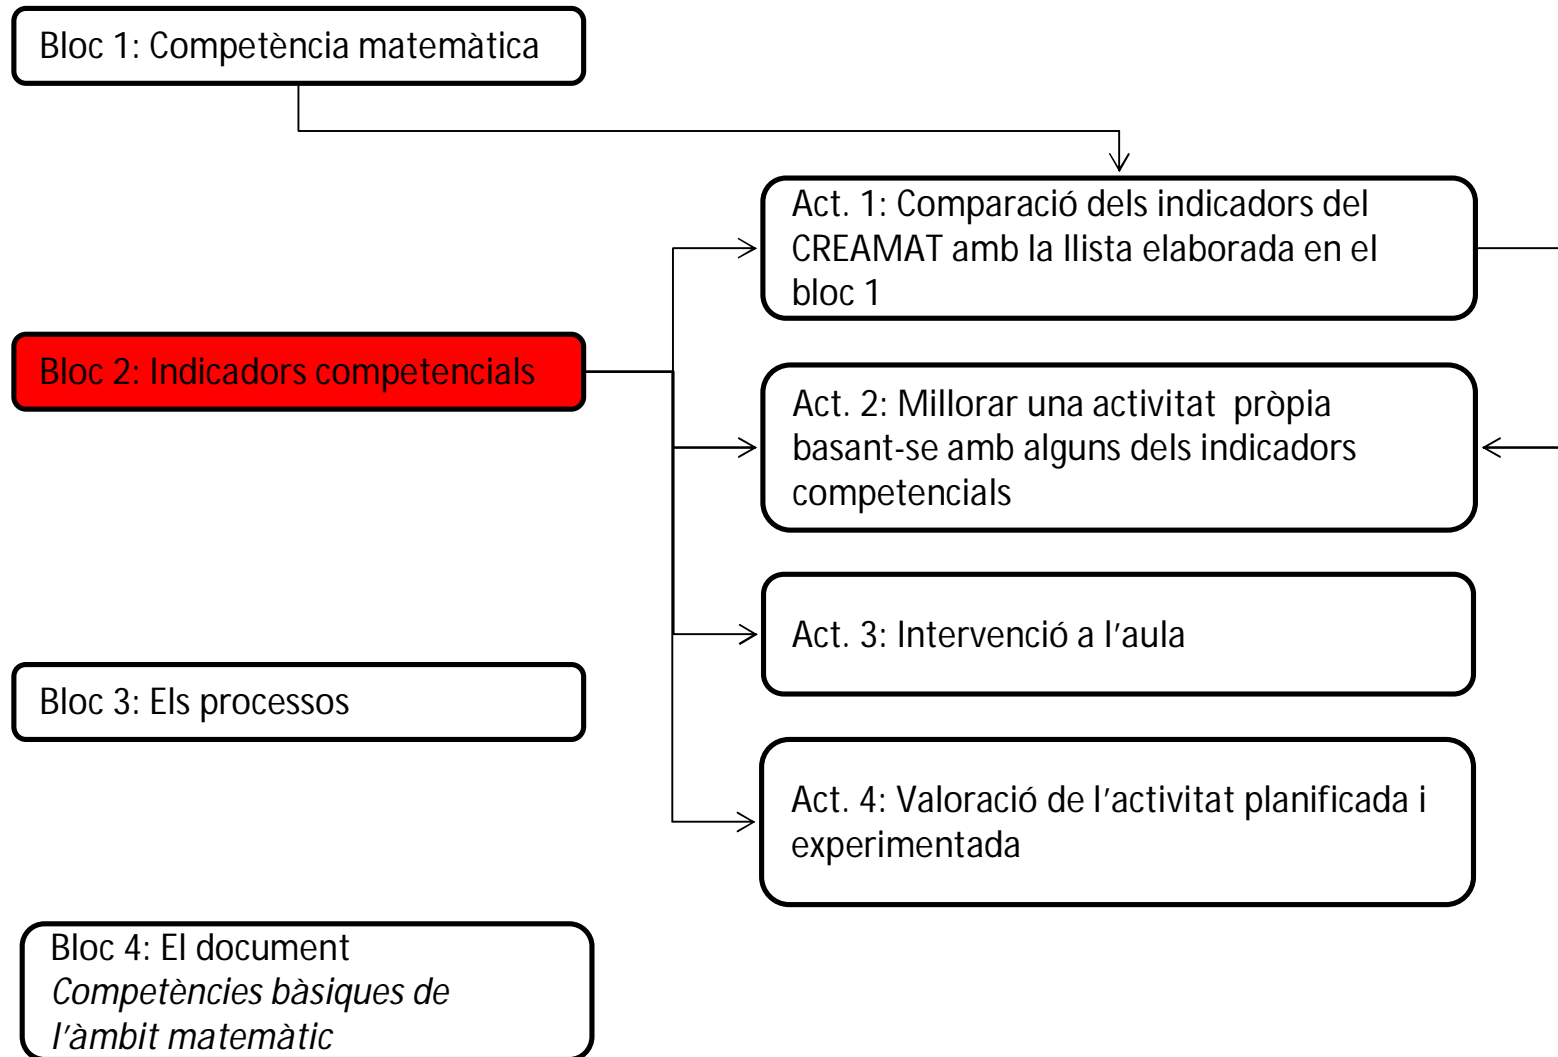 Bloc 1: Competència matemàtica
Act. 1: Comparació dels indicadors del
CREAMAT amb la llista elaborada en el
bloc 1
Bloc 2: Indicadors competencials
Act. 2: Millorar una activitat pròpia
basant-se amb alguns dels indicadors
competencials
Act. 3: Intervenció a l’aula
Bloc 3: Els processos
Act. 4: Valoració de l’activitat planificada i
experimentada
Bloc 4: El document
Competències bàsiques de
l’àmbit matemàtic